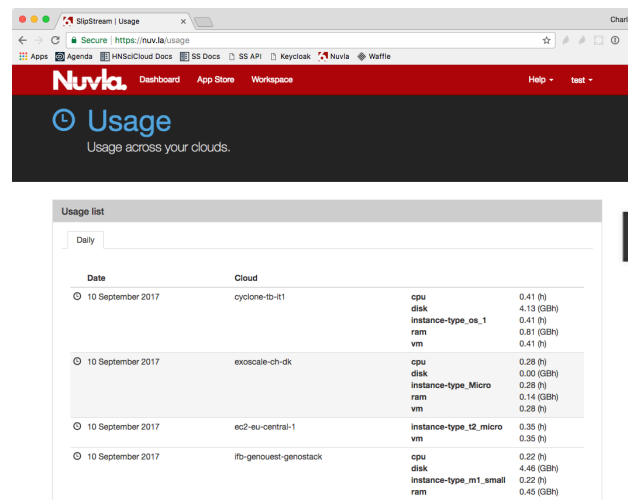 SlipStream | Usage
Charl
Secure | https://nuv.la/usage
Apps Agenda HNSciCloud Docs SS Docs SS API Keycloak Nuvla Waffle
Nuvla. Dashboard App Store Workspace Help test
Usage
Usage across your clouds.
Usage list
Daily
Date Cloud
10 September 2017 cyclone-tb-it1 cpu 0.41 (h)
disk 4.13 (GBh)
instance-type_os_1 0.41 (h)
ram 0.81 (GBh)
vm 0.41 (h)
10 September 2017 exoscale-ch-dk cpu 0.28 (h)
disk 0.00 (GBh)
instance-type_Micro 0.28 (h)
ram 0.14 (GBh)
vm 0.28 (h)
10 September 2017 ec2-eu-central-1 instance-type_t2_micro 0.35 (h)
vm 0.35 (h)
10 September 2017 ifb-genouest-genostack cpu 0.22 (h)
disk 4.46 (GBh)
instance-type_m1_small 0.22 (h)
ram 0.45 (GBh)